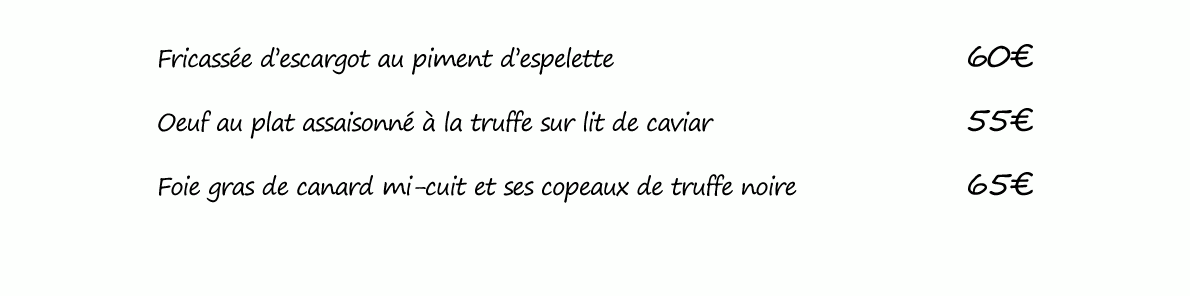 Fricassée d'escargot au piment d'espelette 60€
Oeuf au plat assaisonné à la truffe sur lit de caviar 55€
Foie gras de canard mi-cuit et ses copeaux de truffe noire 65€